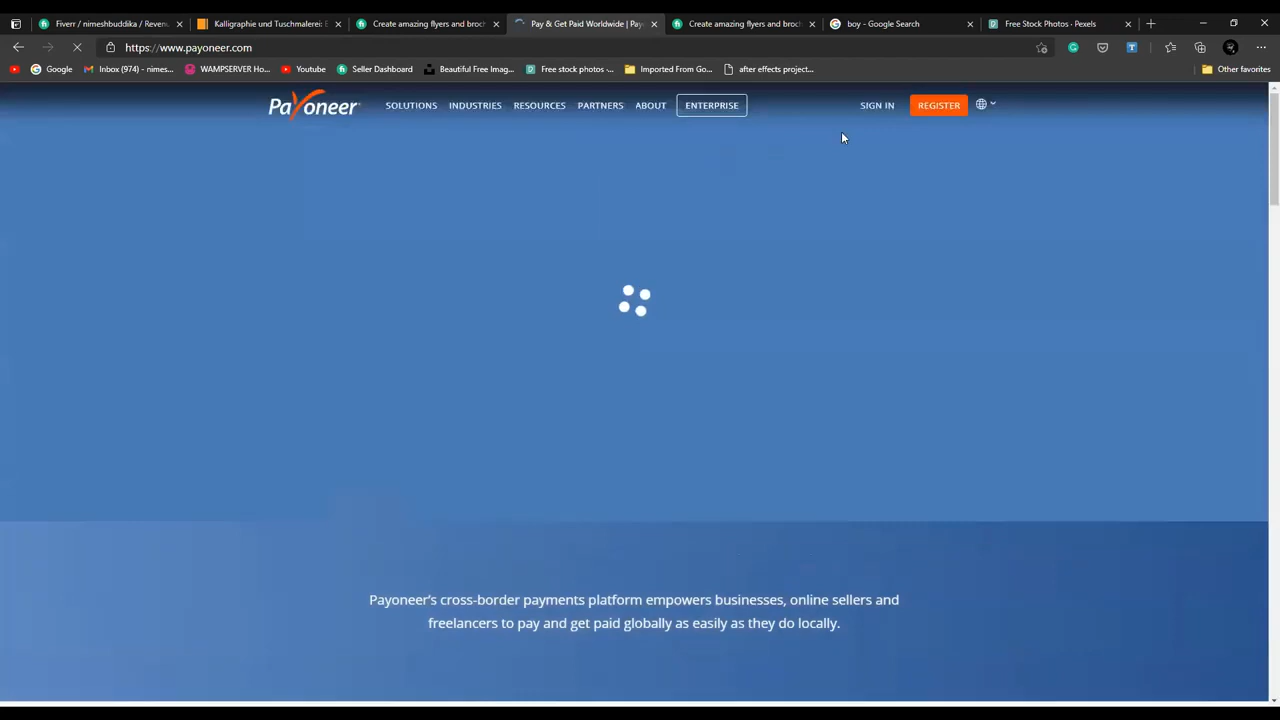 Fiverr / nimeshbuddika / Revenu
Kalligraphie und Tuschmalerei: E
Create amazing flyers and broch
Pay & Get Paid Worldwide | Pay
Create amazing flyers and broch
boy - Google Search
Free Stock Photos · Pexels
https://www.payoneer.com
Google
Inbox (974) - nimes...
WAMPSERVER Ho...
Youtube
Seller Dashboard
Beautiful Free Imag...
Free stock photos -...
Imported From Go...
after effects project...
Other favorites
Payoneer
SOLUTIONS
INDUSTRIES
RESOURCES
PARTNERS
ABOUT
ENTERPRISE
SIGN IN
REGISTER
Payoneer's cross-border payments platform empowers businesses, online sellers and
freelancers to pay and get paid globally as easily as they do locally.